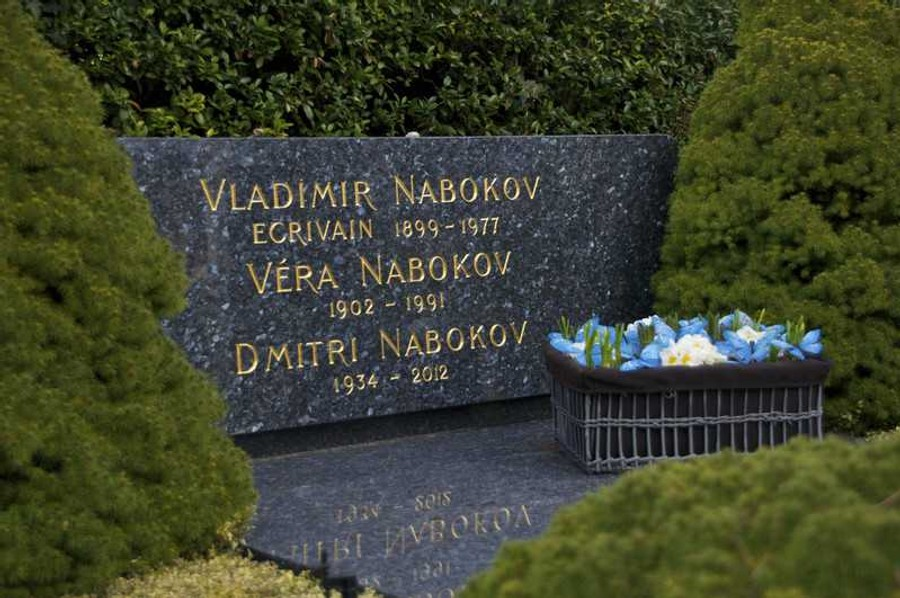 VLADIMIR NABOKOV
ECRIVAIN 1899-1977
VÉRA NABOKOV
1902 - 1991
DMITRI NABOKOV
1934 - 2012